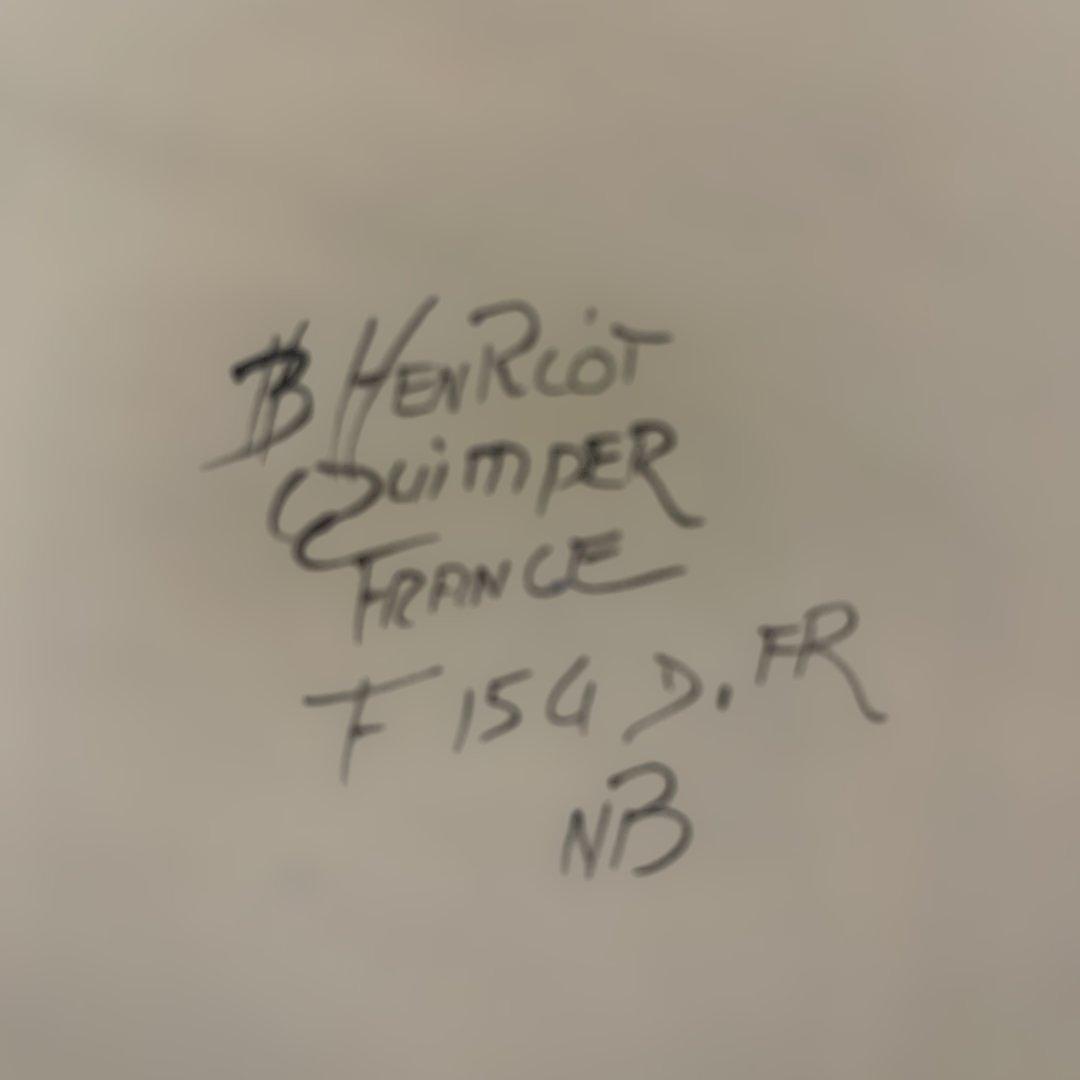 HB HENRiOT
QUimPER
FRANCE
F 154 D. FR
NB